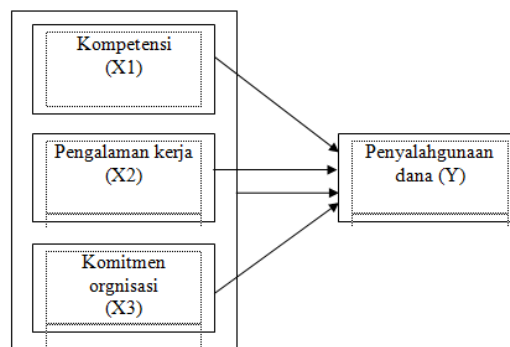 Kompetensi
(X1)
Pengalaman kerja
(X2)
Komitmen
orgnisasi
(X3)
Penyalahgunaan
dana (Y)